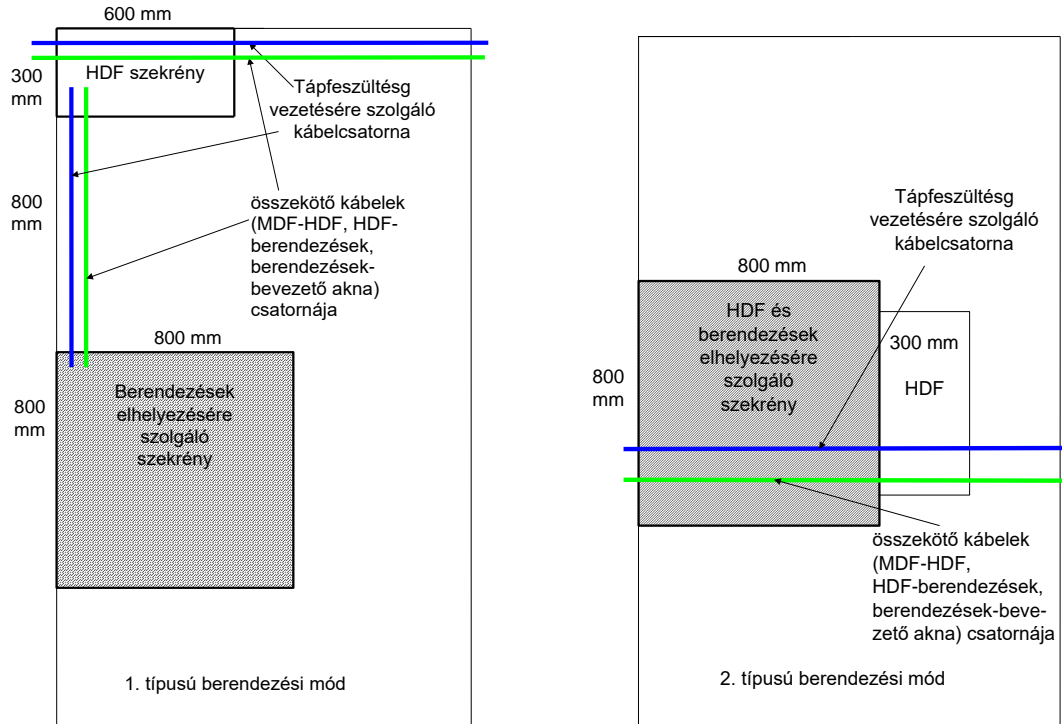 600 mm
300
mm
HDF szekrény
Tápfeszültésg
vezetésére szolgáló
kábelcsatorna
800
mm
összekötő kábelek
(MDF-HDF, HDF-
berendezések,
berendezések-
bevezető akna)
csatornája
800 mm
800
mm
Berendezések
elhelyezésére
szolgáló
szekrény
1. típusú berendezési mód
Tápfeszültésg
vezetésére szolgáló
kábelcsatorna
800 mm
800
mm
HDF és
berendezések
elhelyezésére
szolgáló
szekrény
300 mm
HDF
összekötő kábelek
(MDF-HDF,
HDF-berendezések,
berendezések-beve-
zető akna) csatornája
2. típusú berendezési mód